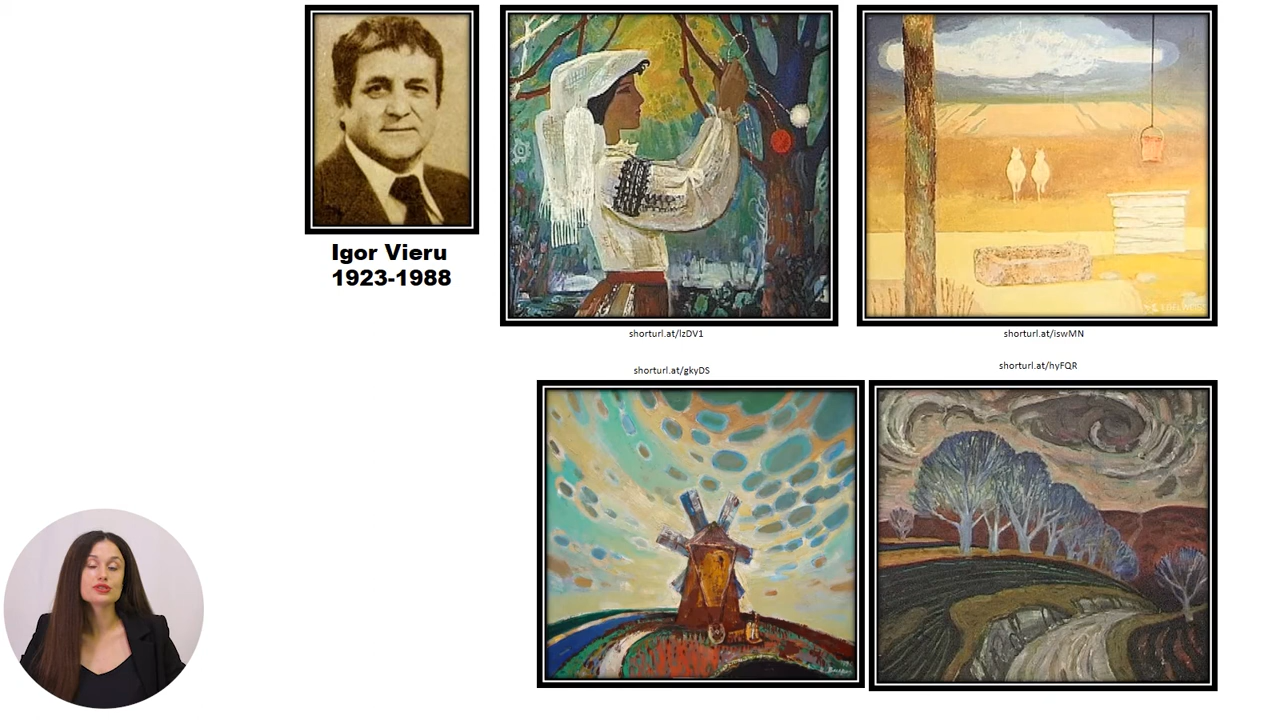 Igor Vieru
1923-1988
shorturl.at/lzDV1
shorturl.at/iswMN
shorturl.at/gkyDS
shorturl.at/hyFQR